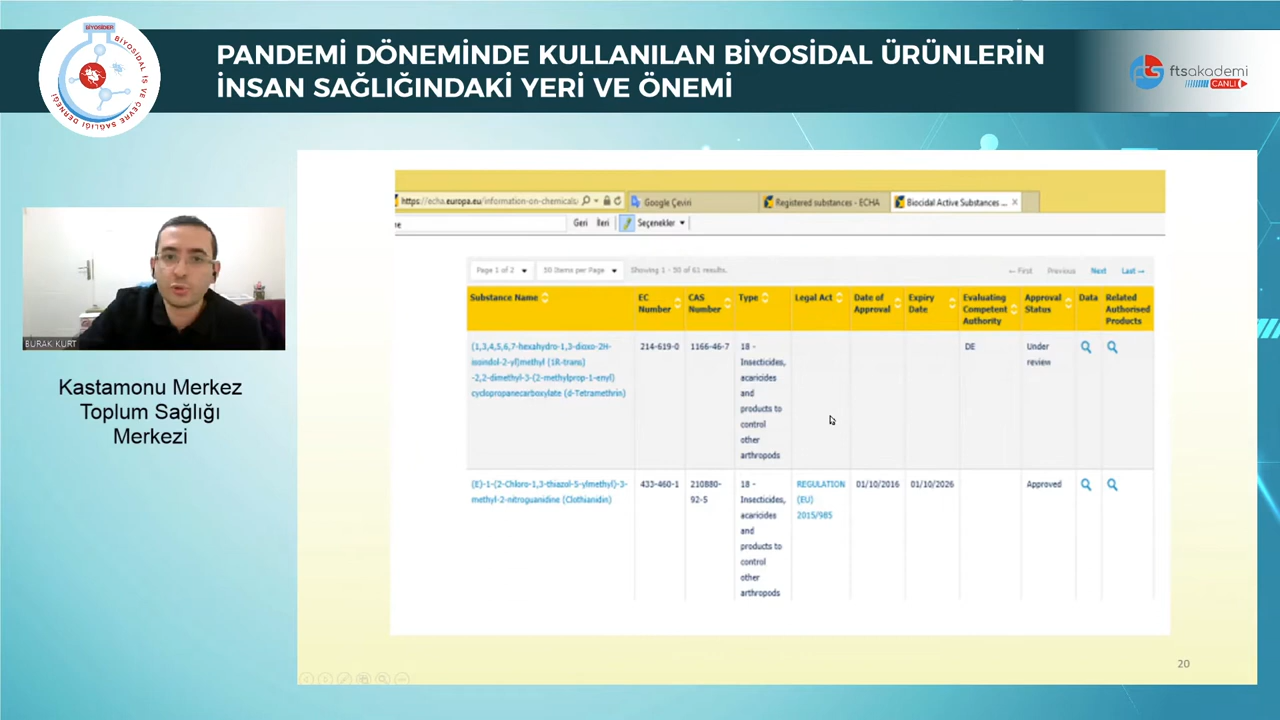 BİYOSİDER
BİYOSİDAL İŞ VE ÇEVRE SAĞLIĞI DERNEĞİ
PANDEMİ DÖNEMİNDE KULLANILAN BİYOSİDAL ÜRÜNLERİN
İNSAN SAĞLIĞINDAKİ YERİ VE ÖNEMİ
fts
ftsakademi
CANLI
BURAK KURT
Kastamonu Merkez
Toplum Sağlığı
Merkezi
https://echa.europa.eu/information-on-chemicals/
Google Çeviri
Registered substances - ECHA
Biocidal Active Substances ...
Geri İleri Seçenekler
Page 1 of 2 50 Items per Page Showing 1 - 50 of 61 results. First Previous Next Last
Substance Name EC Number CAS Number Type Legal Act Date of Approval Expiry Date Evaluating Competent Authority Approval Status Data Related Authorised Products
(1,3,4,5,6,7-hexahydro-1,3-dioxo-2H-
isoindol-2-yl)methyl (1R-trans)
-2,2-dimethyl-3-(2-methylprop-1-enyl)
cyclopropanecarboxylate (d-Tetramethrin)
214-619-0
1166-46-7
18 -
Insecticides,
acaricides
and
products to
control
other
arthropods
DE
Under
review
(E)-1-(2-Chloro-1,3-thiazol-5-ylmethyl)-3-
methyl-2-nitroguanidine (Clothianidin)
433-460-1
210880-
92-5
18 -
Insecticides,
acaricides
and
products to
control
other
arthropods
REGULATION
(EU)
2015/985
01/10/2016
01/10/2026
Approved
20